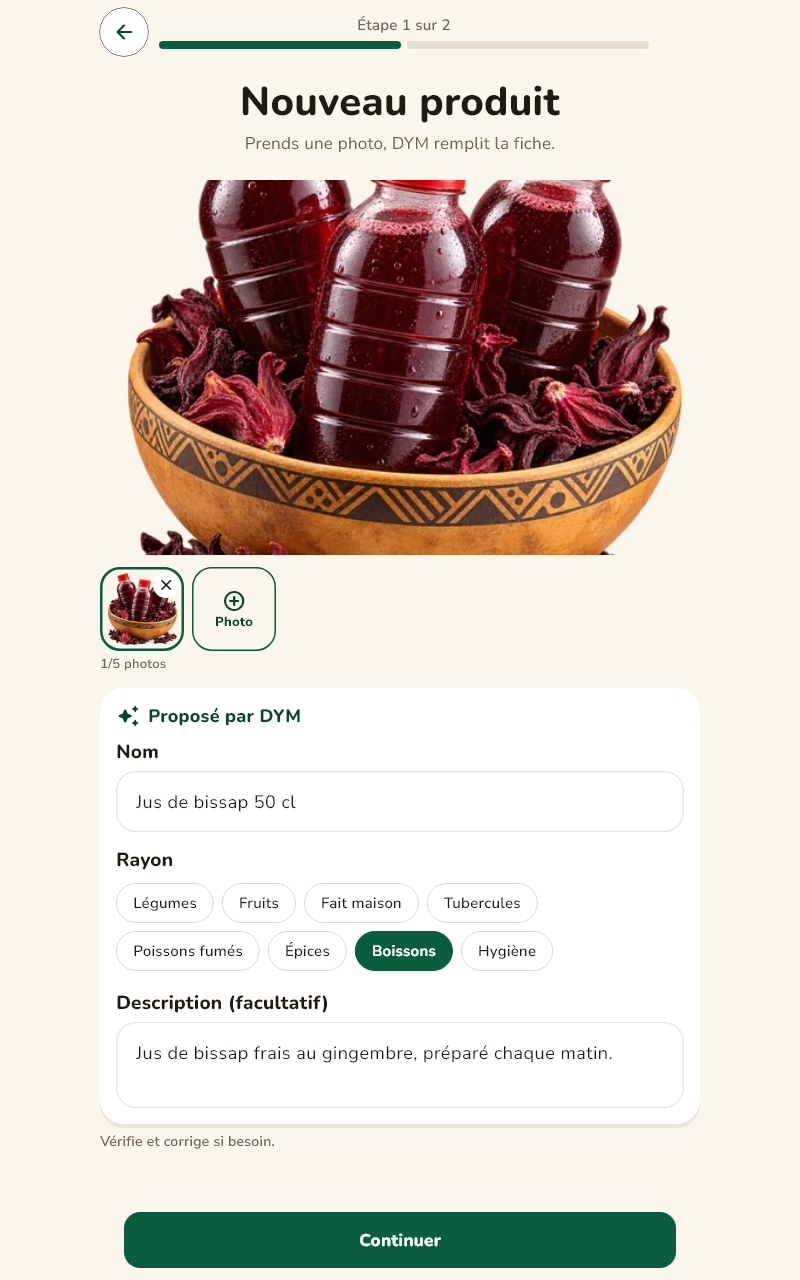 Étape 1 sur 2
Nouveau produit
Prends une photo, DYM remplit la fiche.
Photo
1/5 photos
Proposé par DYM
Nom
Jus de bissap 50 cl
Rayon
Légumes Fruits Fait maison Tubercules
Poissons fumés Épices Boissons Hygiène
Description (facultatif)
Jus de bissap frais au gingembre, préparé chaque matin.
Vérifie et corrige si besoin.
Continuer